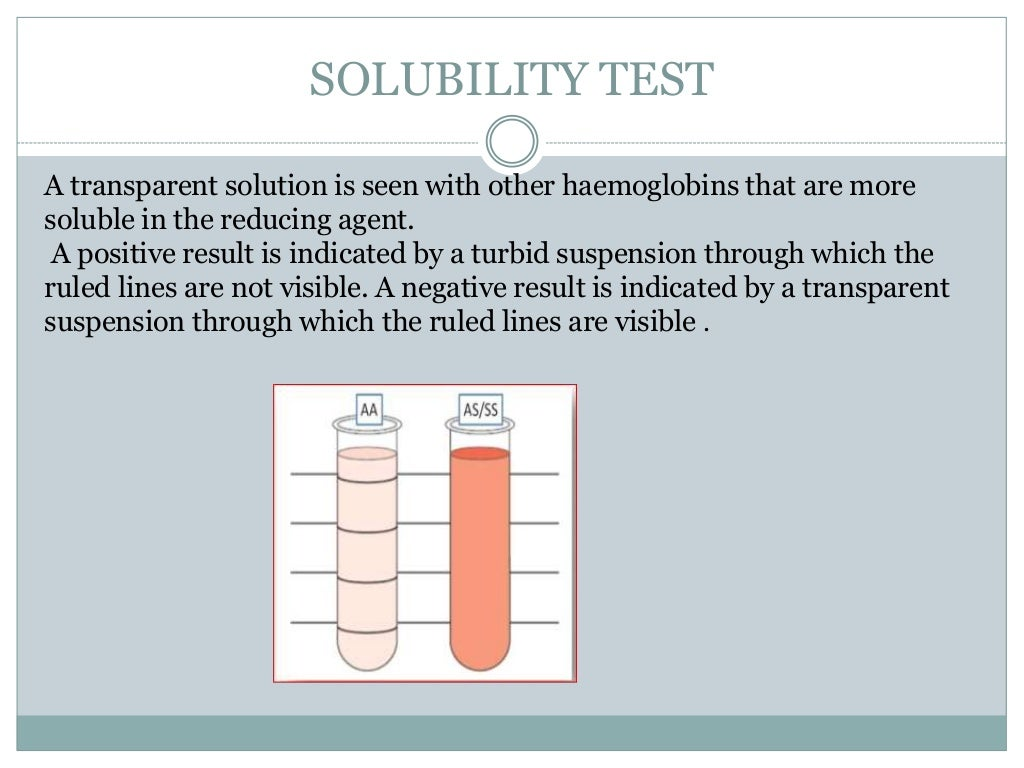 SOLUBILITY TEST
A transparent solution is seen with other haemoglobins that are more
soluble in the reducing agent.
A positive result is indicated by a turbid suspension through which the
ruled lines are not visible. A negative result is indicated by a transparent
suspension through which the ruled lines are visible .
AA
AS/SS